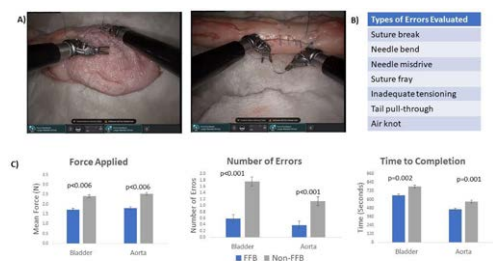 A)
B)
Types of Errors Evaluated
Suture break
Needle bend
Needle misdrive
Suture fray
Inadequate tensioning
Tail pull-through
Air knot
C)
Force Applied
Mean Force (N)
p<0.006
p<0.006
Bladder
Aorta
Number of Errors
Number of Erros
p<0.001
p<0.001
Bladder
Aorta
FFB
Non-FFB
Time to Completion
Time (Seconds)
p<0.002
p>0.001
Bladder
Aorta